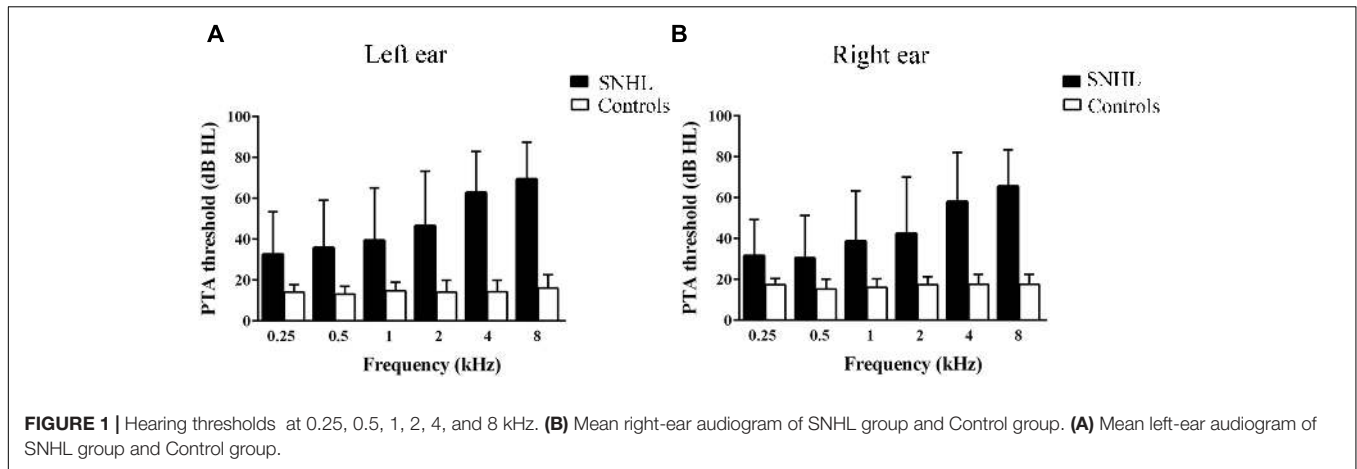 A
Left ear
SNHL
Controls
PTA threshold (dB HL)
100
80
60
40
20
0
0.25 0.5 1 2 4 8
Frequency (kHz)
B
Right ear
SNHL
Controls
PTA threshold (dB HL)
100
80
60
40
20
0
0.25 0.5 1 2 4 8
Frequency (kHz)
FIGURE 1 | Hearing thresholds at 0.25, 0.5, 1, 2, 4, and 8 kHz. (B) Mean right-ear audiogram of SNHL group and Control group. (A) Mean left-ear audiogram of
SNHL group and Control group.